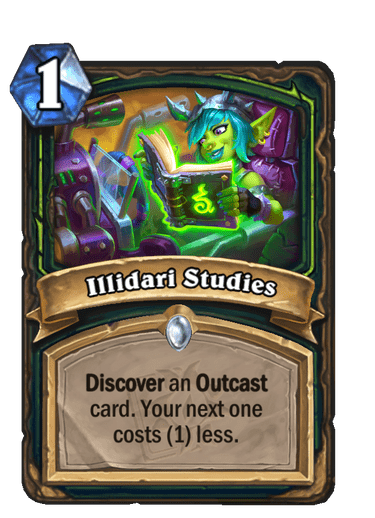 1
Illidari Studies
Discover an Outcast
card. Your next one
costs (1) less.